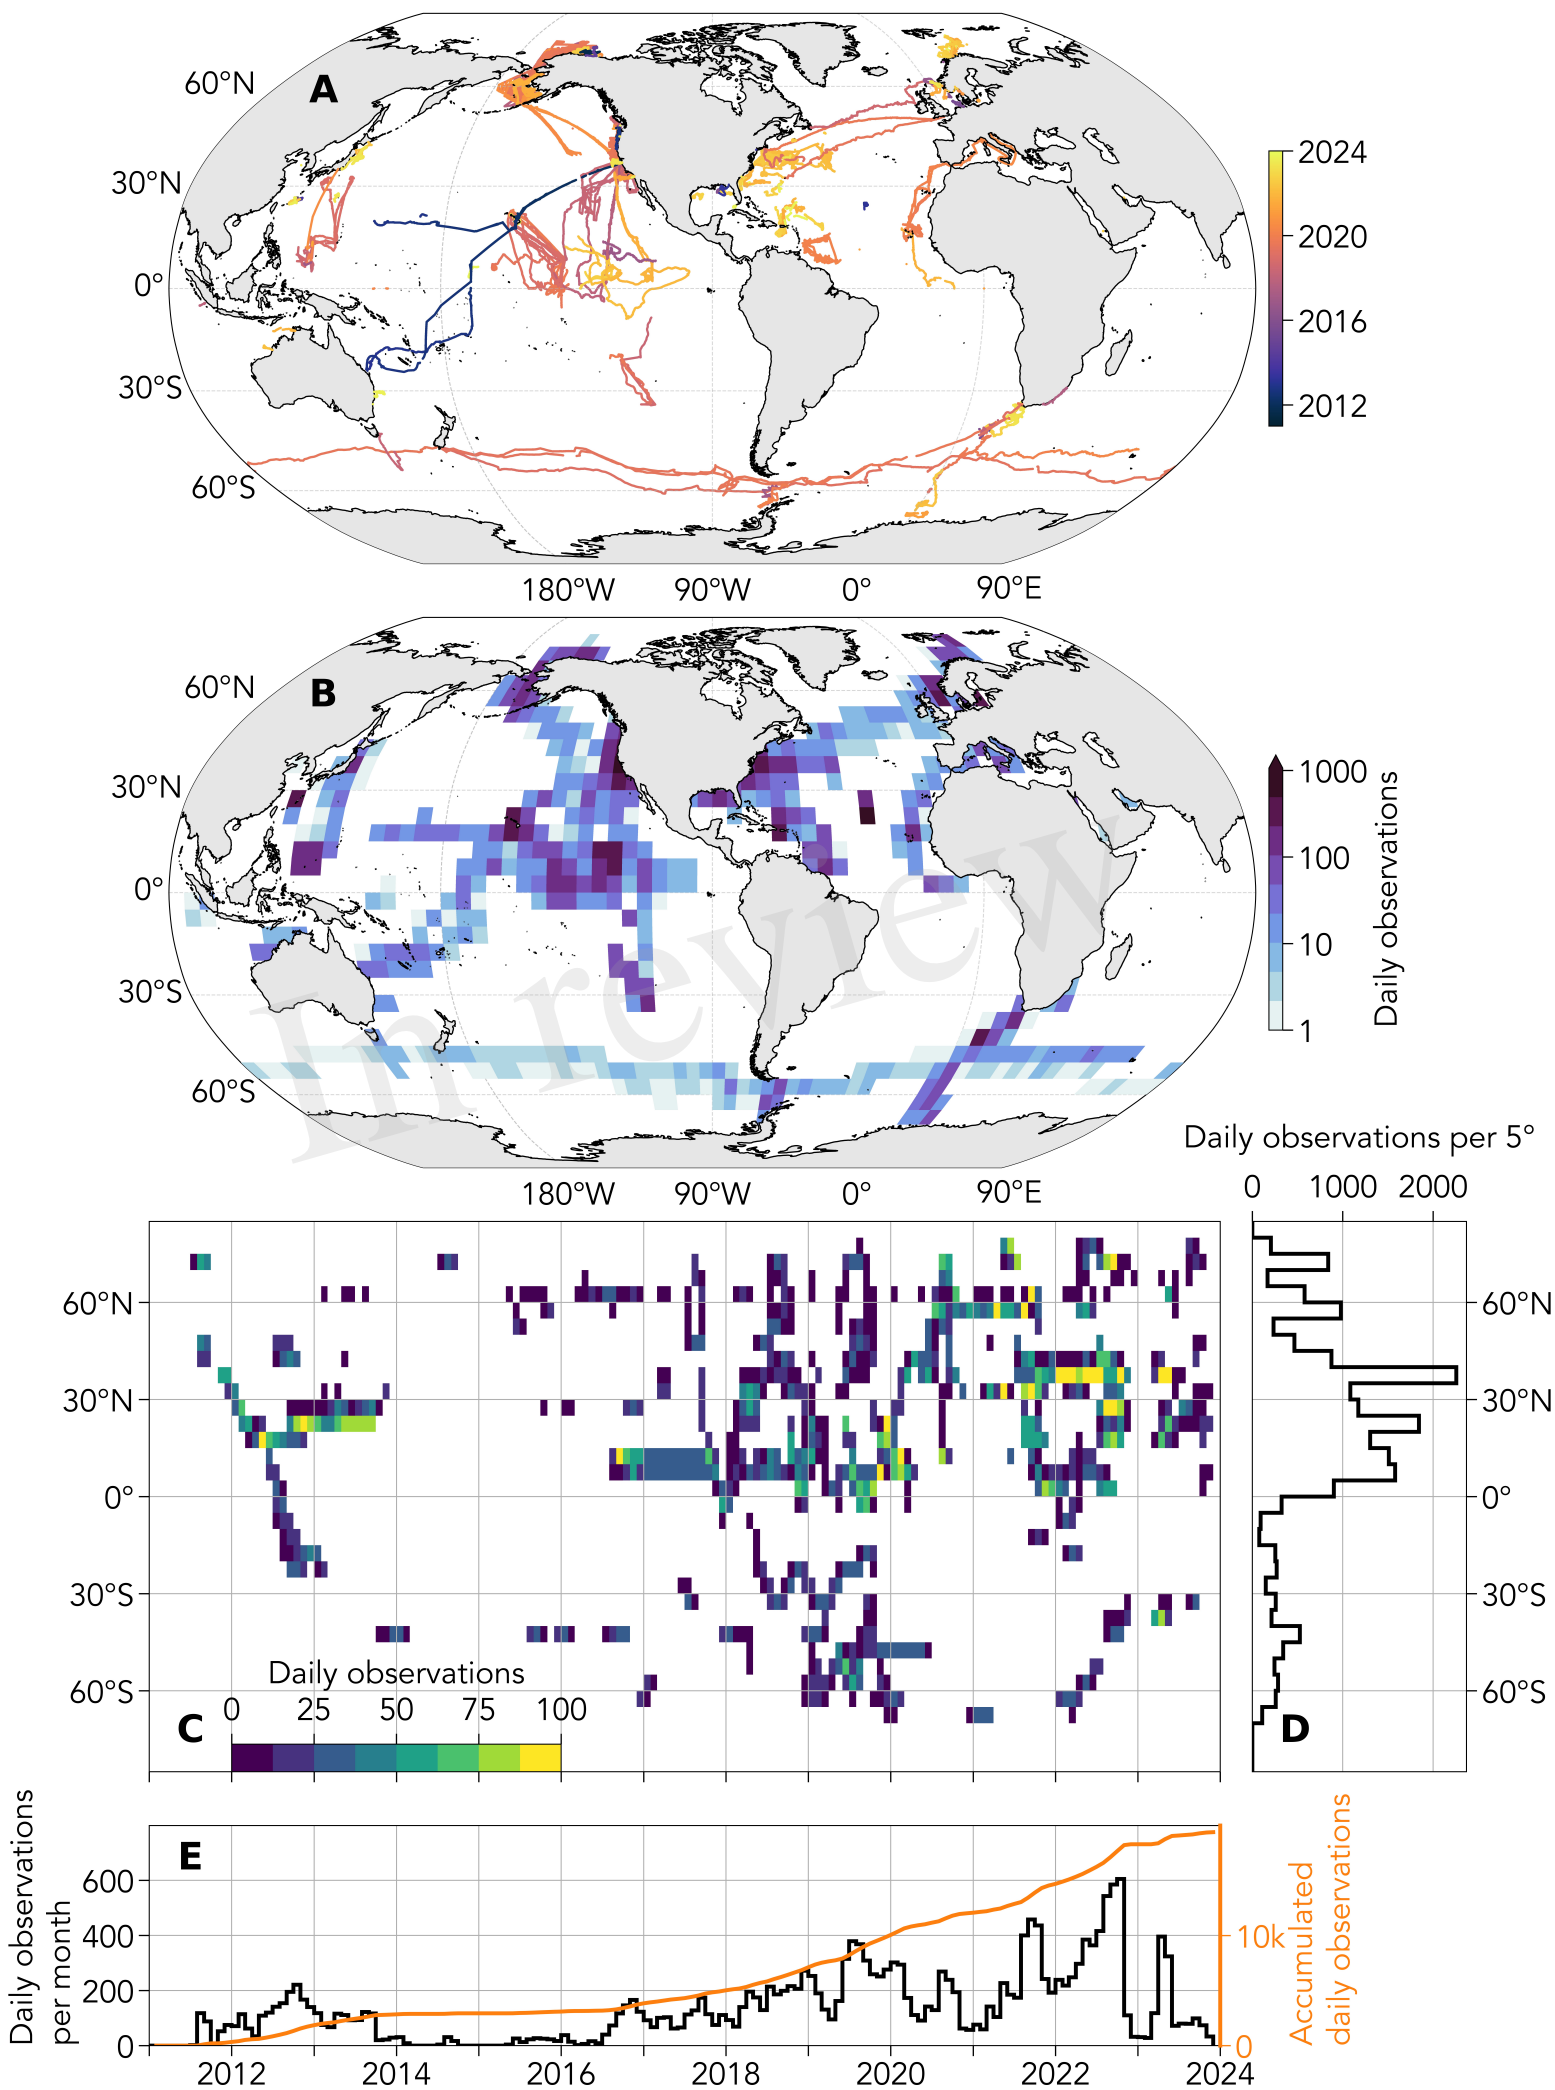 A
60°N
30°N
0°
30°S
60°S
180°W 90°W 0° 90°E
2024
2020
2016
2012
B
60°N
30°N
0°
30°S
60°S
180°W 90°W 0° 90°E
1000
100
10
1
Daily observations
In review
Daily observations per 5°
0 1000 2000
60°N
30°N
0°
30°S
60°S
Daily observations
0 25 50 75 100
C
60°N
30°N
0°
30°S
60°S
D
E
Daily observations
per month
600
400
200
0
2012 2014 2016 2018 2020 2022 2024
10k
0
Accumulated
daily observations